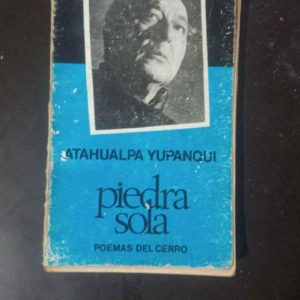 ATAHUALPA YUPANQUI
piedra
sola
POEMAS DEL CERRO